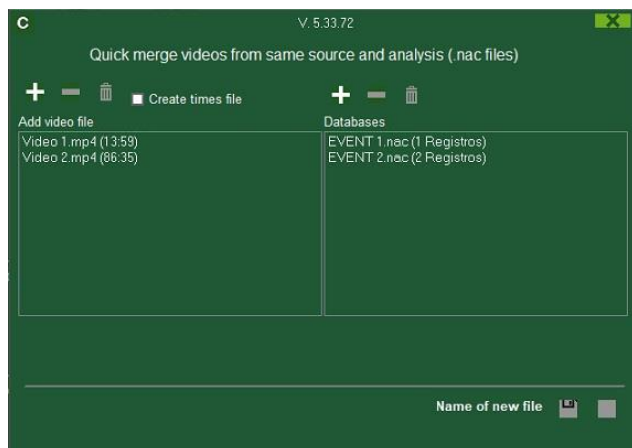 C
V. 5.33.72
X
Quick merge videos from same source and analysis (.nac files)
Create times file
Add video file
Databases
Video 1.mp4 (13:59)
Video 2.mp4 (86:35)
EVENT 1.nac (1 Registros)
EVENT 2.nac (2 Registros)
Name of new file